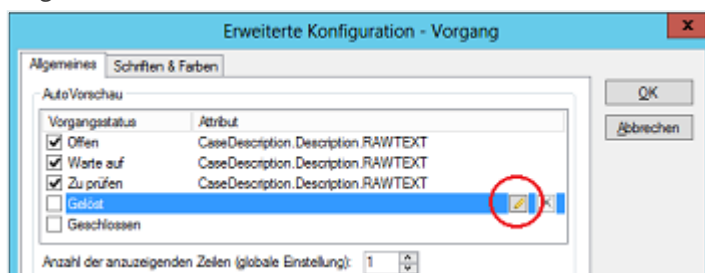 Erweiterte Konfiguration - Vorgang
x
Allgemeines Schriften & Farben
AutoVorschau
OK
Abbrechen
Vorgangsstatus Attribut
Offen CaseDescription.Description.RAWTEXT
Warte auf CaseDescription.Description.RAWTEXT
Zu prüfen CaseDescription.Description.RAWTEXT
Gelöst
Geschlossen
Anzahl der anzuzeigenden Zeilen (globale Einstellung): 1